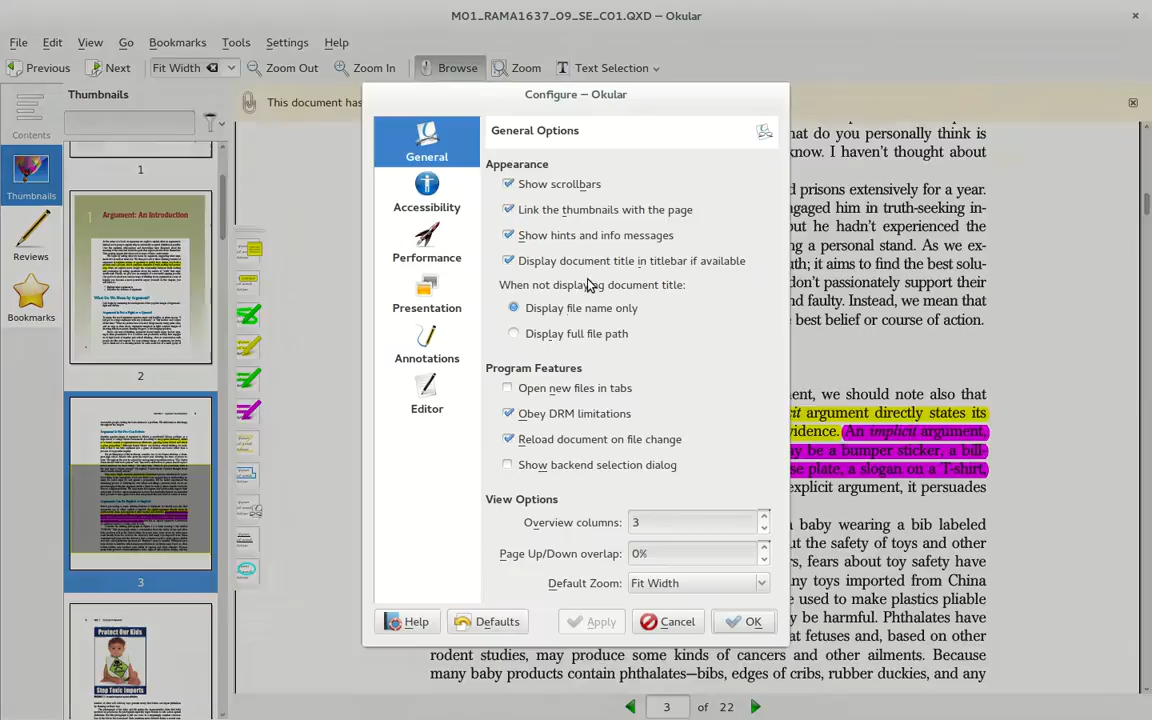 M01_RAMA1637_09_SE_C01.QXD — Okular
File Edit View Go Bookmarks Tools Settings Help
Previous Next Fit Width Zoom Out Zoom In Browse Zoom Text Selection
Contents
Thumbnails
Reviews
Bookmarks
Thumbnails
1
1 Argument: An Introduction
2
3
Protect Our Kids
Stop Toxic Imports
This document has
Configure — Okular
General
Accessibility
Performance
Presentation
Annotations
Editor
General Options
Appearance
Show scrollbars
Link the thumbnails with the page
Show hints and info messages
Display document title in titlebar if available
When not displaying document title:
Display file name only
Display full file path
Program Features
Open new files in tabs
Obey DRM limitations
Reload document on file change
Show backend selection dialog
View Options
Overview columns: 3
Page Up/Down overlap: 0%
Default Zoom: Fit Width
Help Defaults Apply Cancel OK
hat do you personally think is
know. I haven't thought about
d prisons extensively for a year.
ngaged him in truth-seeking in-
but he hadn't experienced the
ng a personal stand. As we ex-
uth; it aims to find the best solu-
don't passionately support their
nd faulty. Instead, we mean that
best belief or course of action.
ent, we should note also that
cit argument directly states its
vidence. An implicit argument,
ay be a bumper sticker, a bill-
se plate, a slogan on a T-shirt,
explicit argument, it persuades
a baby wearing a bib labeled
ut the safety of toys and other
rs, fears about toy safety have
ny toys imported from China
used to make plastics pliable
y be harmful. Phthalates have
at fetuses and, based on other
rodent studies, may produce some kinds of cancers and other ailments. Because
many baby products contain phthalates—bibs, edges of cribs, rubber duckies, and any
3 of 22